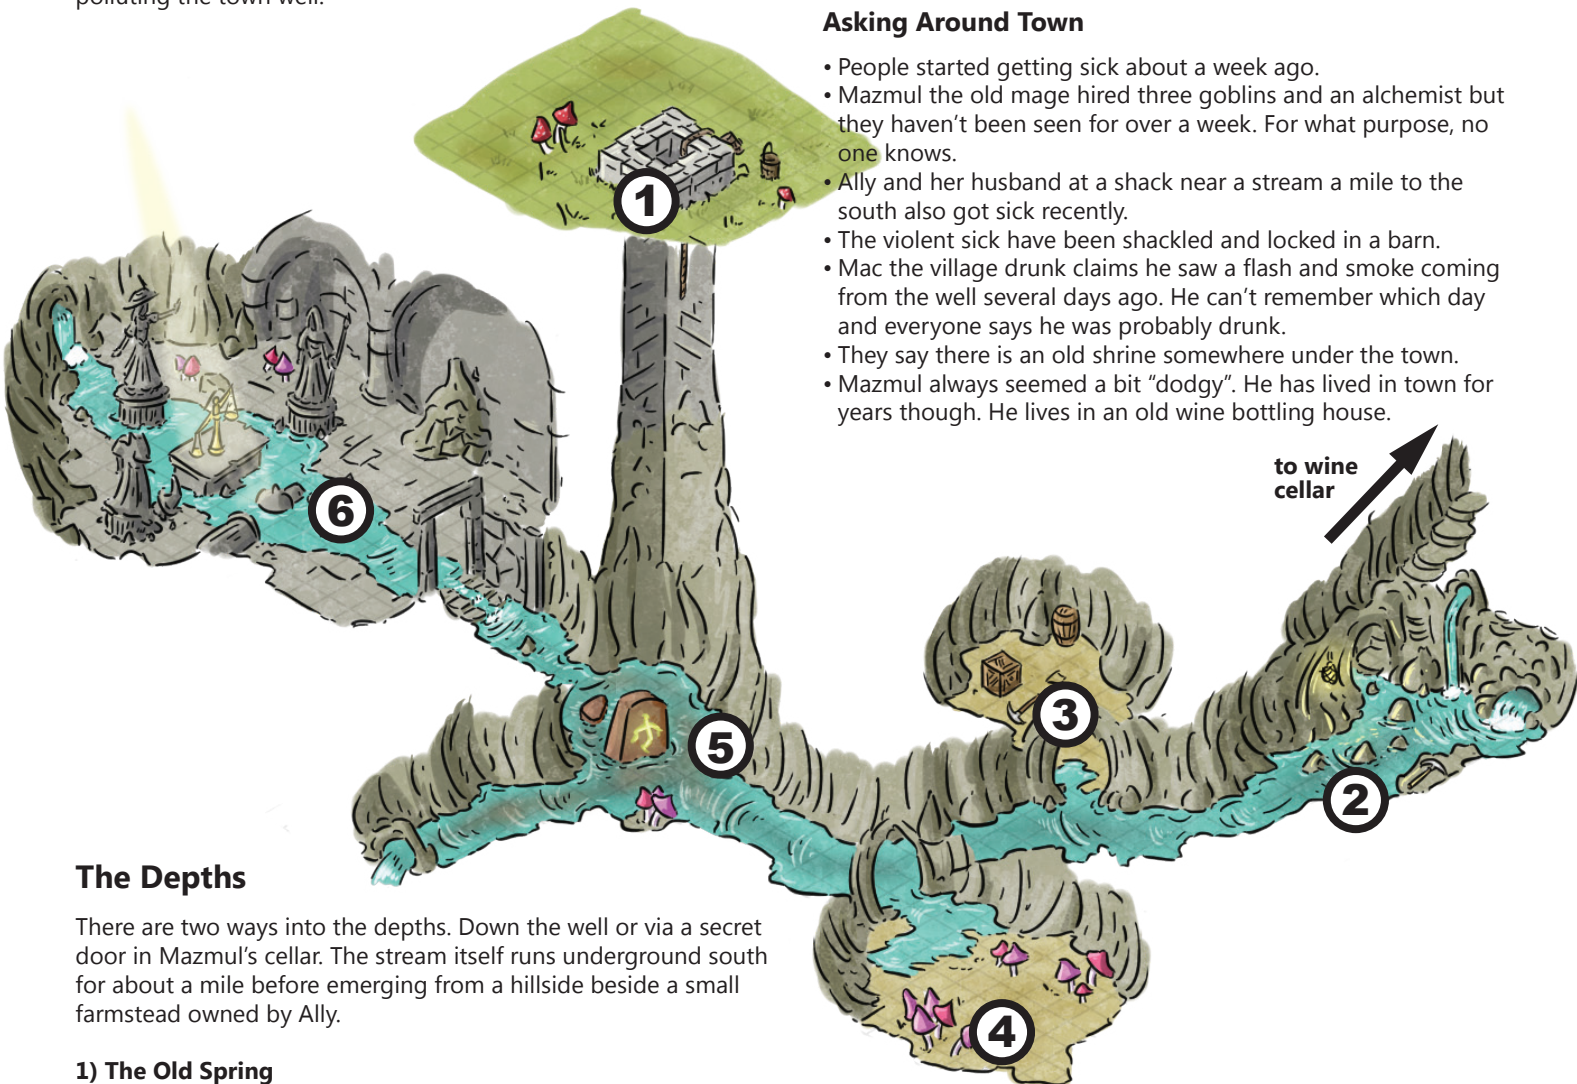 polluting the town well.
Asking Around Town
• People started getting sick about a week ago.
• Mazmul the old mage hired three goblins and an alchemist but
they haven’t been seen for over a week. For what purpose, no
one knows.
• Ally and her husband at a shack near a stream a mile to the
south also got sick recently.
• The violent sick have been shackled and locked in a barn.
• Mac the village drunk claims he saw a flash and smoke coming
from the well several days ago. He can’t remember which day
and everyone says he was probably drunk.
• They say there is an old shrine somewhere under the town.
• Mazmul always seemed a bit “dodgy”. He has lived in town for
years though. He lives in an old wine bottling house.
to wine
cellar
1
6
3
5
2
4
The Depths
There are two ways into the depths. Down the well or via a secret
door in Mazmul’s cellar. The stream itself runs underground south
for about a mile before emerging from a hillside beside a small
farmstead owned by Ally.
1) The Old Spring